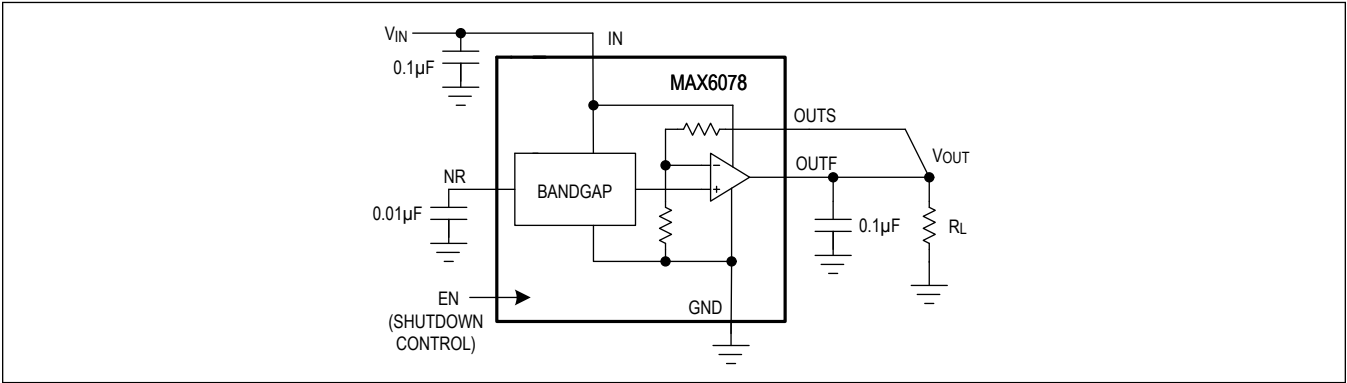 VIN
IN
0.1µF
MAX6078
OUTS
VOUT
OUTF
−
+
NR
BANDGAP
0.01µF
0.1µF
RL
EN
(SHUTDOWN
CONTROL)
GND